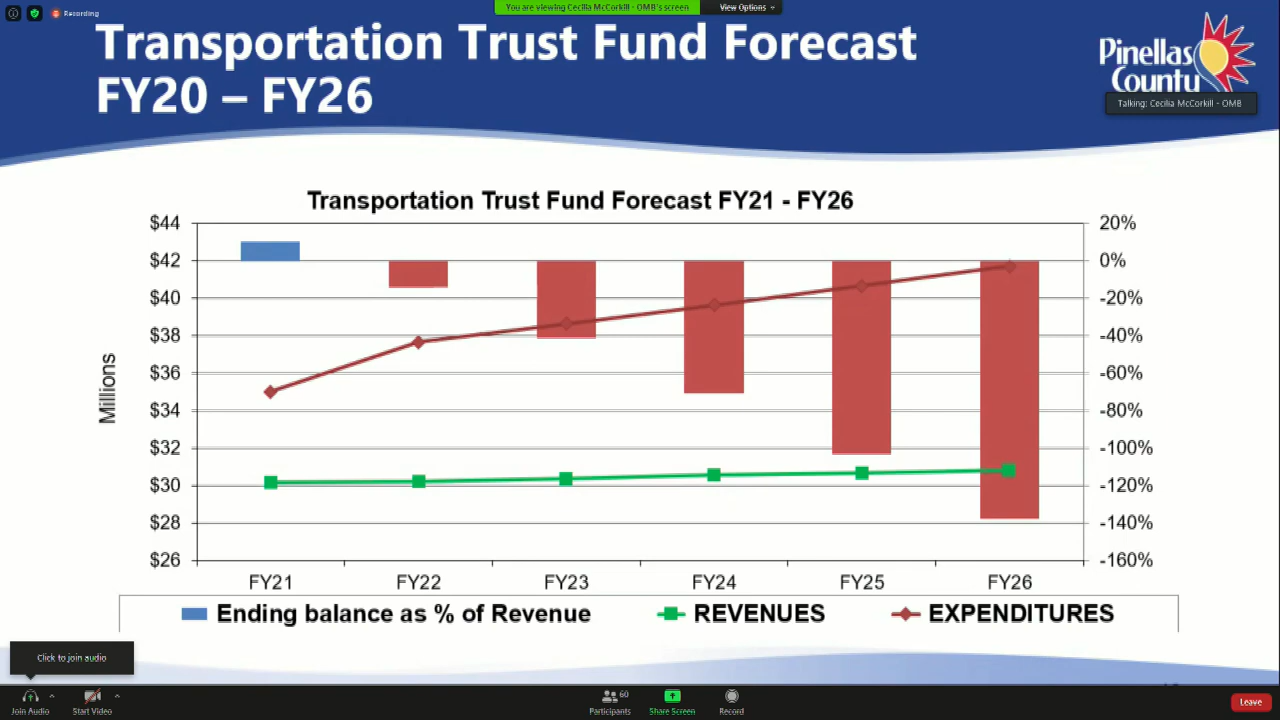 Recording
You are viewing Cecilia McCorkill - OMB's screen
View Options
Transportation Trust Fund Forecast
FY20 – FY26
Pinellas
County
Talking: Cecilia McCorkill - OMB
Transportation Trust Fund Forecast FY21 - FY26
Millions
$44
$42
$40
$38
$36
$34
$32
$30
$28
$26
20%
0%
-20%
-40%
-60%
-80%
-100%
-120%
-140%
-160%
FY21 FY22 FY23 FY24 FY25 FY26
Ending balance as % of Revenue REVENUES EXPENDITURES
Click to join audio
Join Audio
Start Video
60
Participants
Share Screen
Record
Leave